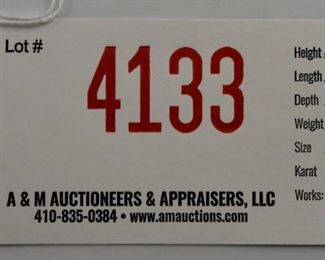 Lot #
4133
Height
Length
Depth
Weight
Size
Karat
Works:
A & M AUCTIONEERS & APPRAISERS, LLC
410-835-0384 • www.amauctions.com